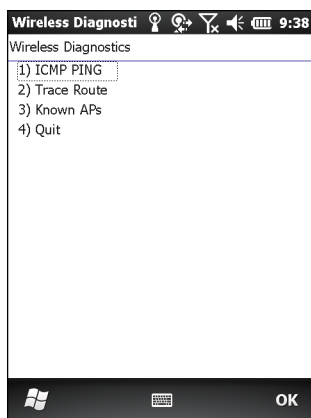 Wireless Diagnosti 9:38
Wireless Diagnostics
1) ICMP PING
2) Trace Route
3) Known APs
4) Quit
OK